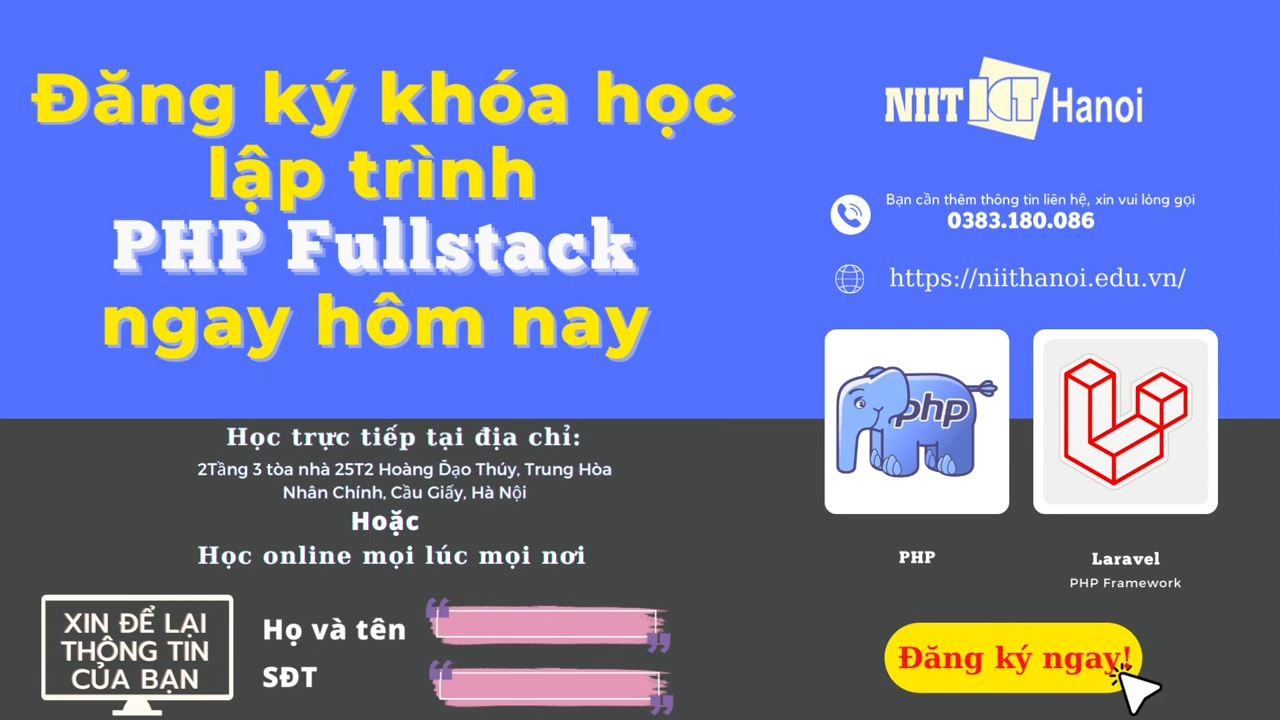 Đăng ký khóa học
lập trình
PHP Fullstack
ngay hôm nay
NIIT ICT Hanoi
Bạn cần thêm thông tin liên hệ, xin vui lòng gọi
0383.180.086
https://niithanoi.edu.vn/
php
PHP
Laravel
PHP Framework
Học trực tiếp tại địa chỉ:
2Tầng 3 tòa nhà 25T2 Hoàng Đạo Thúy, Trung Hòa
Nhân Chính, Cầu Giấy, Hà Nội
Hoặc
Học online mọi lúc mọi nơi
XIN ĐỂ LẠI
THÔNG TIN
CỦA BẠN
Họ và tên
SĐT
Đăng ký ngay!